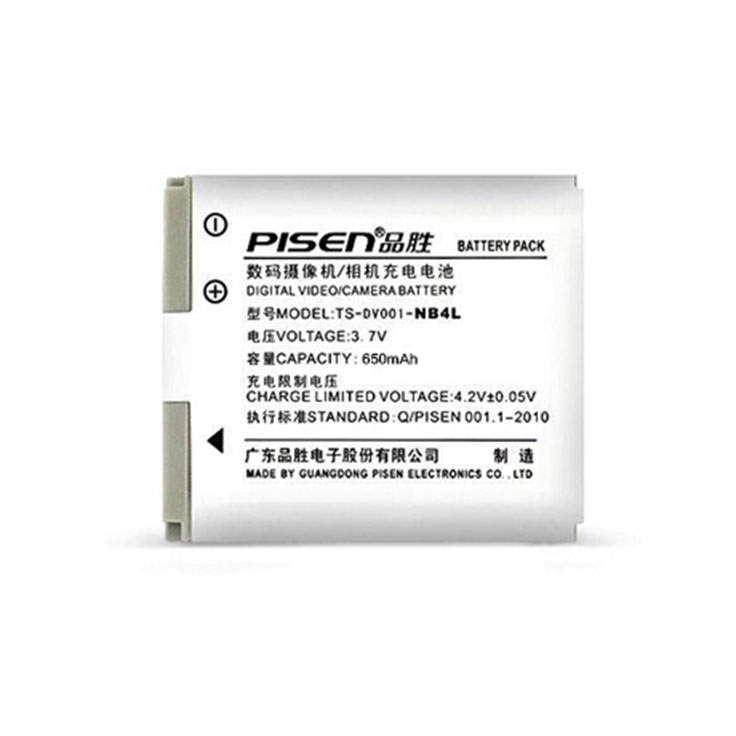 PISEN®品胜 BATTERY PACK
数码摄像机/相机充电电池
DIGITAL VIDEO/CAMERA BATTERY
型号MODEL:TS-DV001-NB4L
电压VOLTAGE:3.7V
容量CAPACITY: 650mAh
充电限制电压
CHARGE LIMITED VOLTAGE:4.2V±0.05V
执行标准STANDARD: Q/PISEN 001.1-2010
广东品胜电子股份有限公司 制 造
MADE BY GUANGDONG PISEN ELECTRONICS CO.,LTD